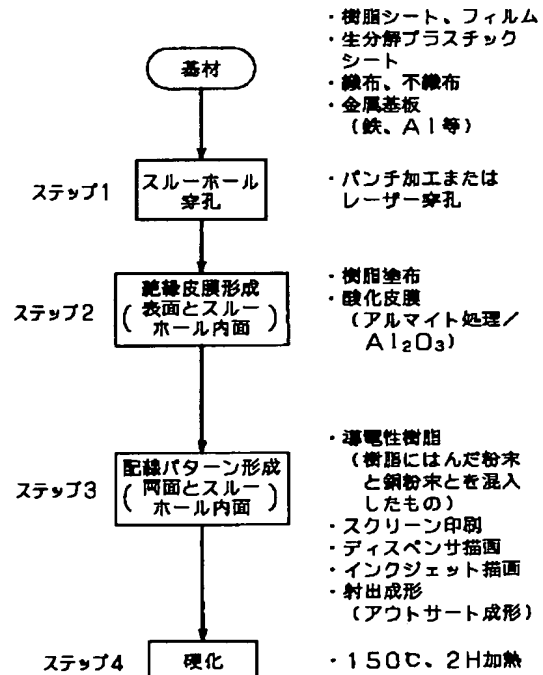 ・樹脂シート、フィルム
・生分解プラスチック
シート
・織布、不織布
・金属基板
(鉄、Al等)
基材
ステップ1
スルーホール
穿孔
・パンチ加工または
レーザー穿孔
ステップ2
絶縁皮膜形成
(表面とスルー
ホール内面)
・樹脂塗布
・酸化皮膜
(アルマイト処理/
Al₂O₃)
ステップ3
配線パターン形成
(両面とスルー
ホール内面)
・導電性樹脂
(樹脂にはんだ粉末
と銅粉末とを混入
したもの)
・スクリーン印刷
・ディスペンサ描画
・インクジェット描画
・射出成形
(アウトサート成形)
ステップ4
硬化
・150℃、2H加熱